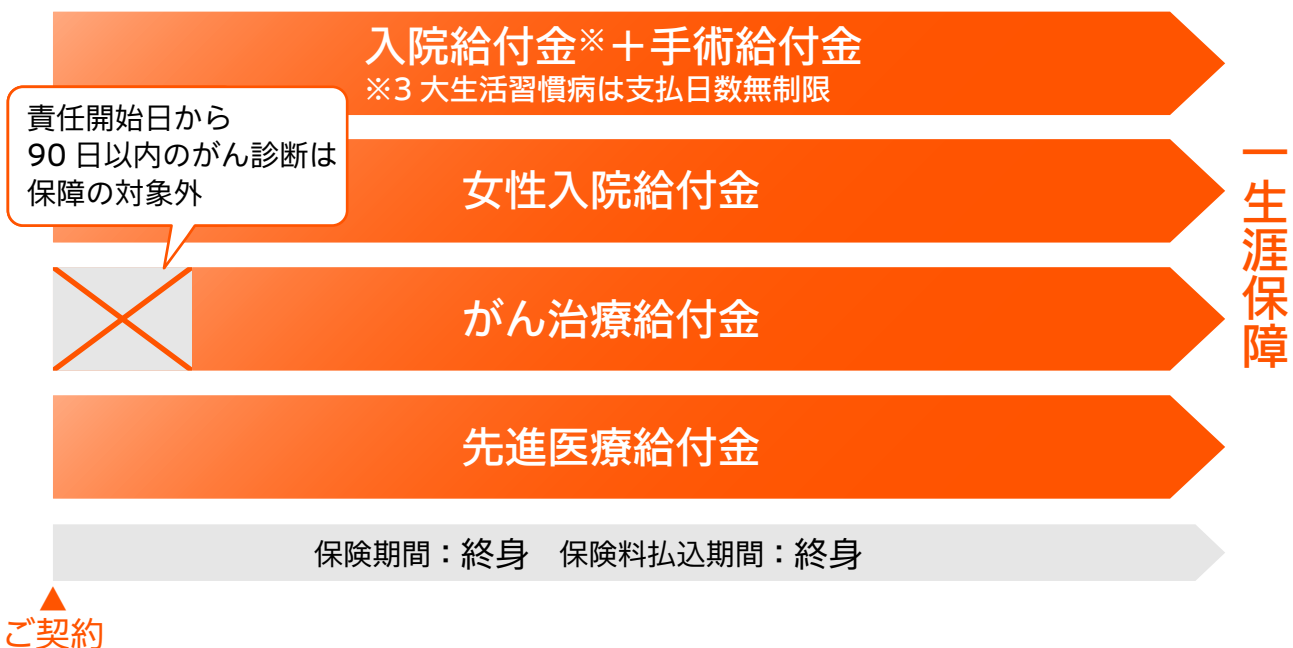 入院給付金※＋手術給付金
※3大生活習慣病は支払日数無制限
責任開始日から
90日以内のがん診断は
保障の対象外
女性入院給付金
がん治療給付金
先進医療給付金
一生涯保障
保険期間：終身　保険料払込期間：終身
ご契約